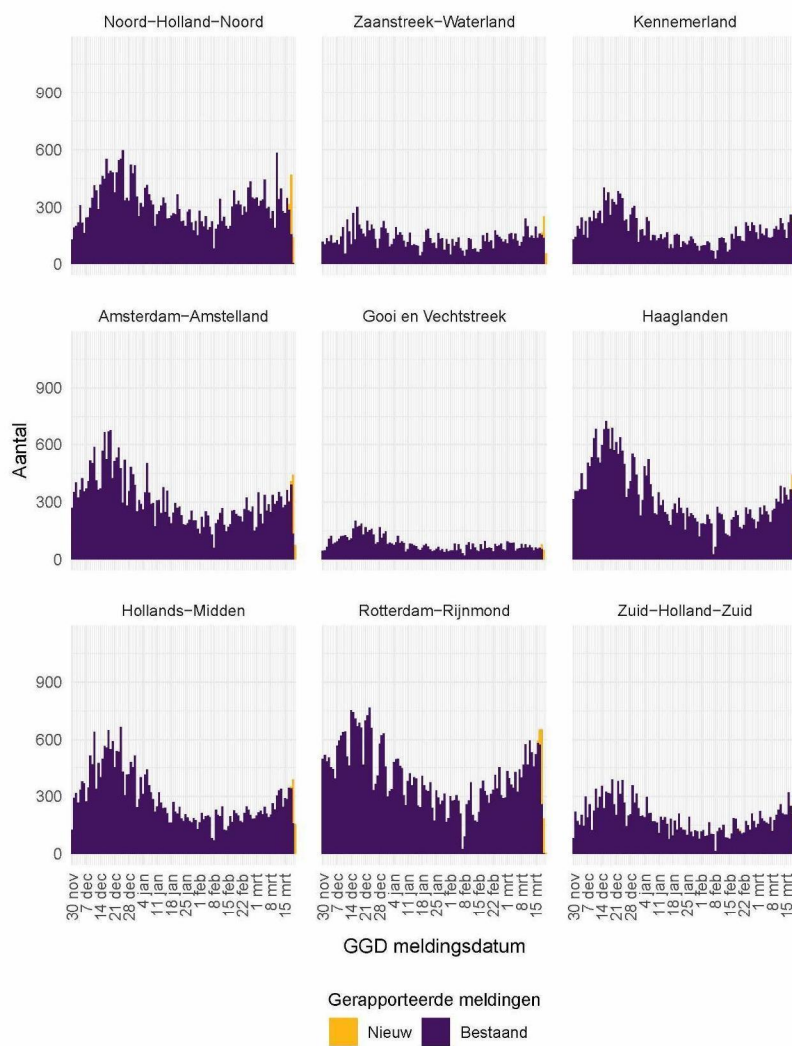 Noord-Holland-Noord
Zaanstreek-Waterland
Kennemerland
900
600
300
0
Amsterdam-Amstelland
Gooi en Vechtstreek
Haaglanden
900
600
300
0
Aantal
Hollands-Midden
Rotterdam-Rijnmond
Zuid-Holland-Zuid
900
600
300
0
30 nov
7 dec
14 dec
21 dec
28 dec
4 jan
11 jan
18 jan
25 jan
1 feb
8 feb
15 feb
22 feb
1 mrt
8 mrt
15 mrt
30 nov
7 dec
14 dec
21 dec
28 dec
4 jan
11 jan
18 jan
25 jan
1 feb
8 feb
15 feb
22 feb
1 mrt
8 mrt
15 mrt
30 nov
7 dec
14 dec
21 dec
28 dec
4 jan
11 jan
18 jan
25 jan
1 feb
8 feb
15 feb
22 feb
1 mrt
8 mrt
15 mrt
GGD meldingsdatum
Gerapporteerde meldingen
Nieuw
Bestaand